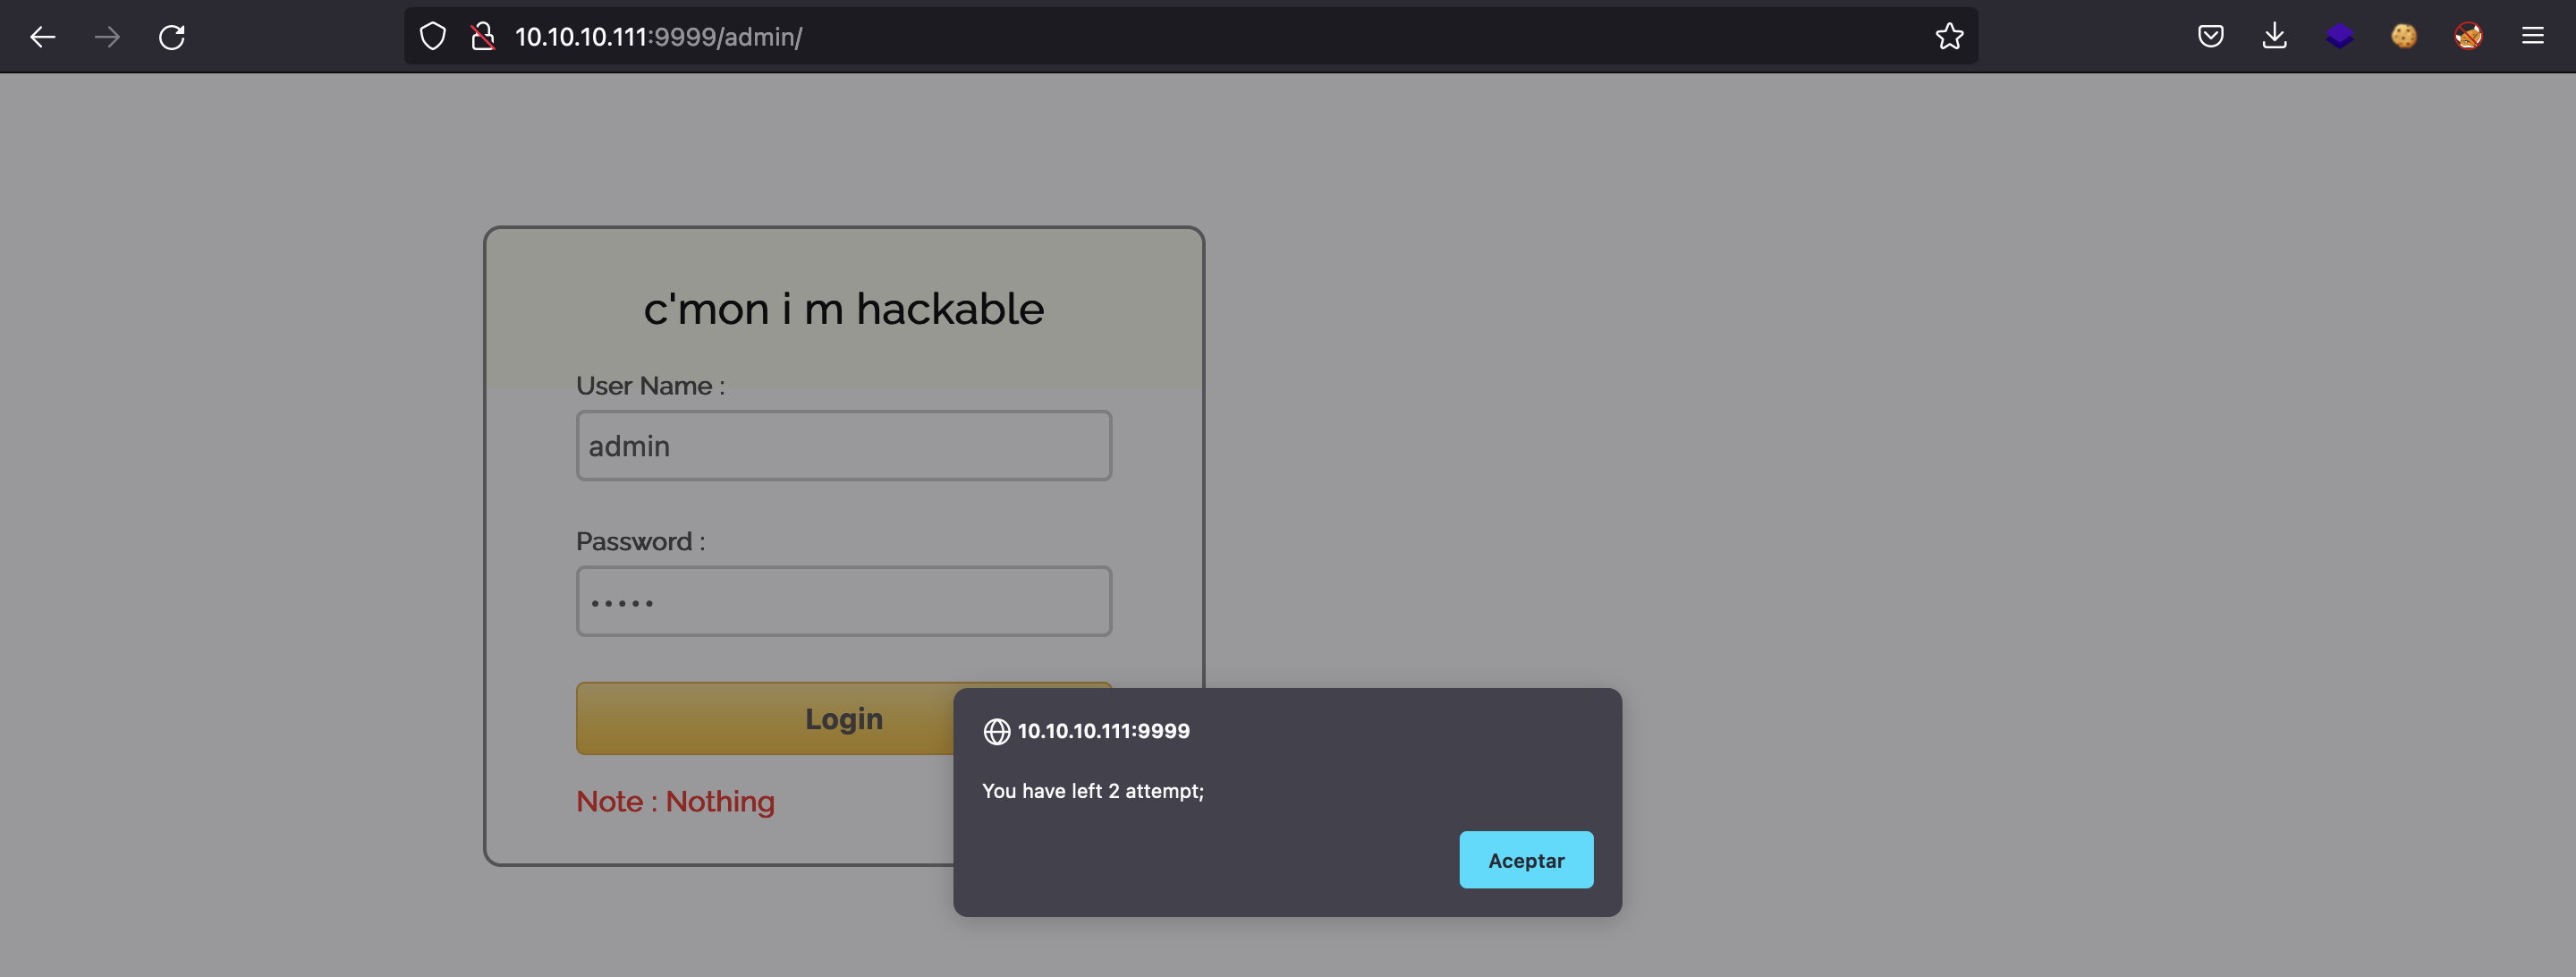 10.10.10.111:9999/admin/
c'mon i m hackable
User Name :
admin
Password :
•••••
Login
Note : Nothing
10.10.10.111:9999
You have left 2 attempt;
Aceptar